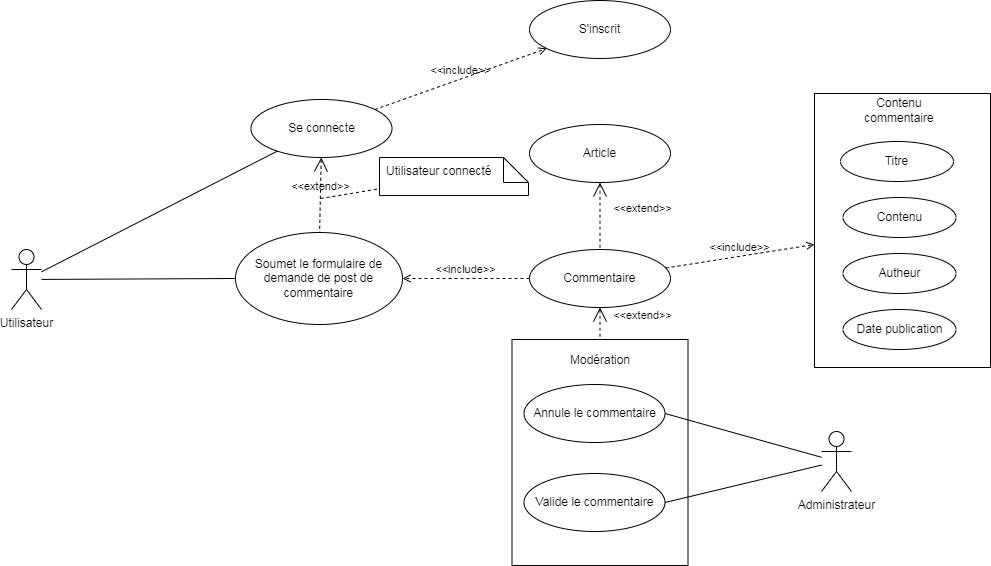 S'inscrit
<<include>>
Se connecte
Contenu
commentaire
Article
Titre
Utilisateur connecté
<<extend>>
<<extend>>
Contenu
<<include>>
Soumet le formulaire de
demande de post de
commentaire
<<include>>
Commentaire
Autheur
<<extend>>
Utilisateur
Date publication
Modération
Annule le commentaire
Valide le commentaire
Administrateur